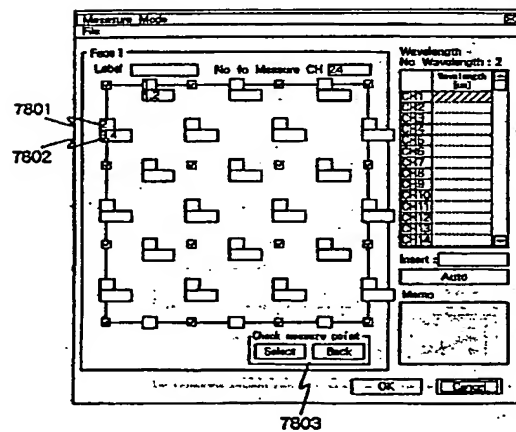 Measure Mode
File
Face 1
Label
No to Measure CH 24
7801
7802
Wavelength
No Wavelength : 2
Wavelength
[nm]
CH1
CH2
CH3
CH4
CH5
CH6
CH7
CH8
CH9
CH10
CH11
CH12
CH13
CH14
Insert :
Auto
Memo
Check measure point
Select
Back
OK
Cancel
7803